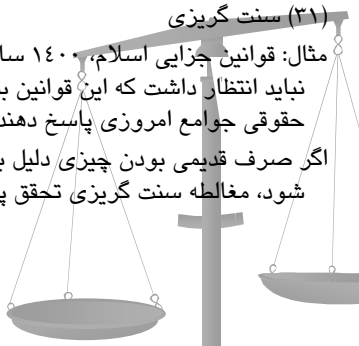 (۳۱) سنت گریزی
مثال: قوانین جزایی اسلام، ۱۴۰۰ سا
نباید انتظار داشت که این قوانین ب
حقوقی جوامع امروزی پاسخ دهند
اگر صرف قدیمی بودن چیزی دلیل ب
شود، مغالطه سنت گریزی تحقق پ